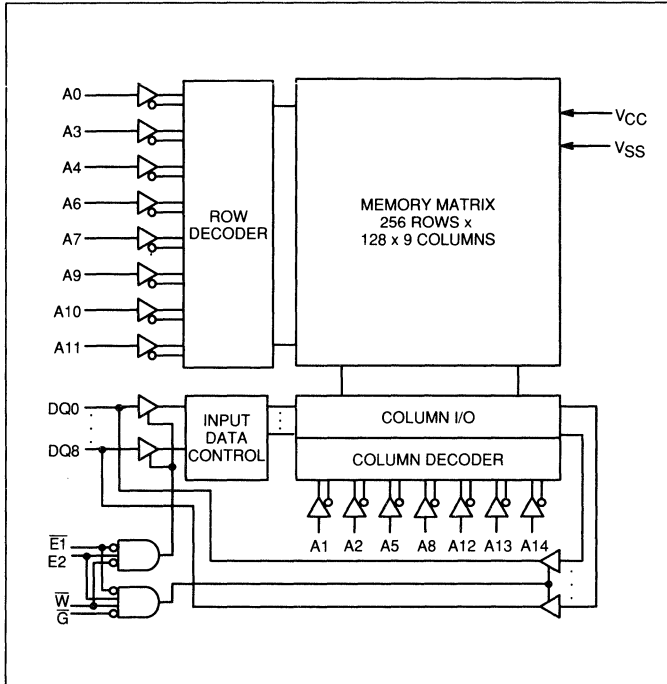 A0
A3
A4
A6
A7
A9
A10
A11
ROW
DECODER
MEMORY MATRIX
256 ROWS x
128 x 9 COLUMNS
VCC
VSS
DQ0
DQ8
INPUT
DATA
CONTROL
COLUMN I/O
COLUMN DECODER
A1 A2 A5 A8 A12 A13 A14
E1
E2
W
G